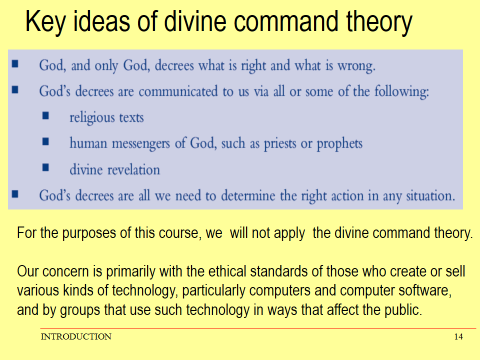 Key ideas of divine command theory
God, and only God, decrees what is right and what is wrong.
God's decrees are communicated to us via all or some of the following:
religious texts
human messengers of God, such as priests or prophets
divine revelation
God's decrees are all we need to determine the right action in any situation.
For the purposes of this course, we will not apply the divine command theory.
Our concern is primarily with the ethical standards of those who create or sell
various kinds of technology, particularly computers and computer software,
and by groups that use such technology in ways that affect the public.
INTRODUCTION 14